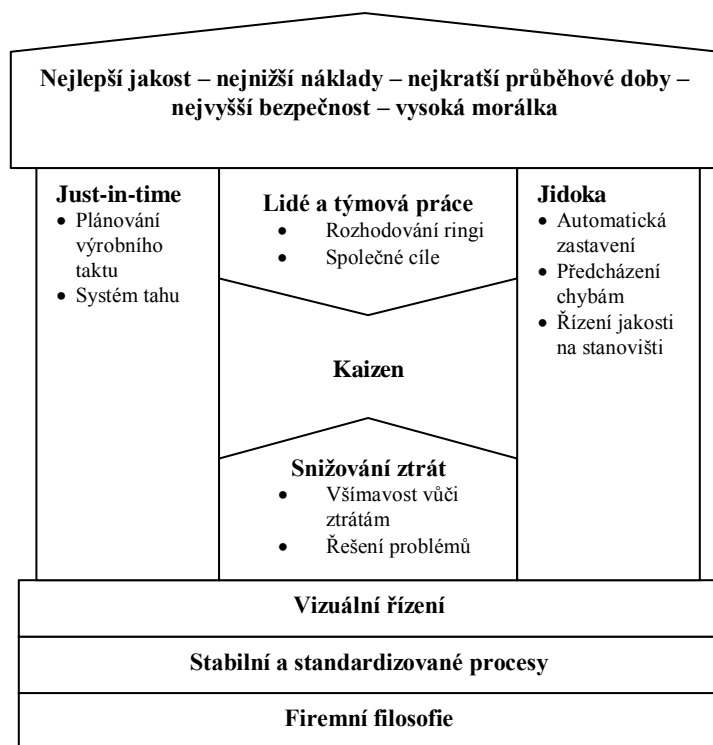 Nejlepší jakost – nejnižší náklady – nejkratší průběhové doby –
nejvyšší bezpečnost – vysoká morálka
Just-in-time
• Plánování
výrobního
taktu
• Systém tahu
Lidé a týmová práce
• Rozhodování ringi
• Společné cíle
Kaizen
Snižování ztrát
• Všímavost vůči
ztrátám
• Řešení problémů
Jidoka
• Automatická
zastavení
• Předcházení
chybám
• Řízení jakosti
na stanovišti
Vizuální řízení
Stabilní a standardizované procesy
Firemní filosofie